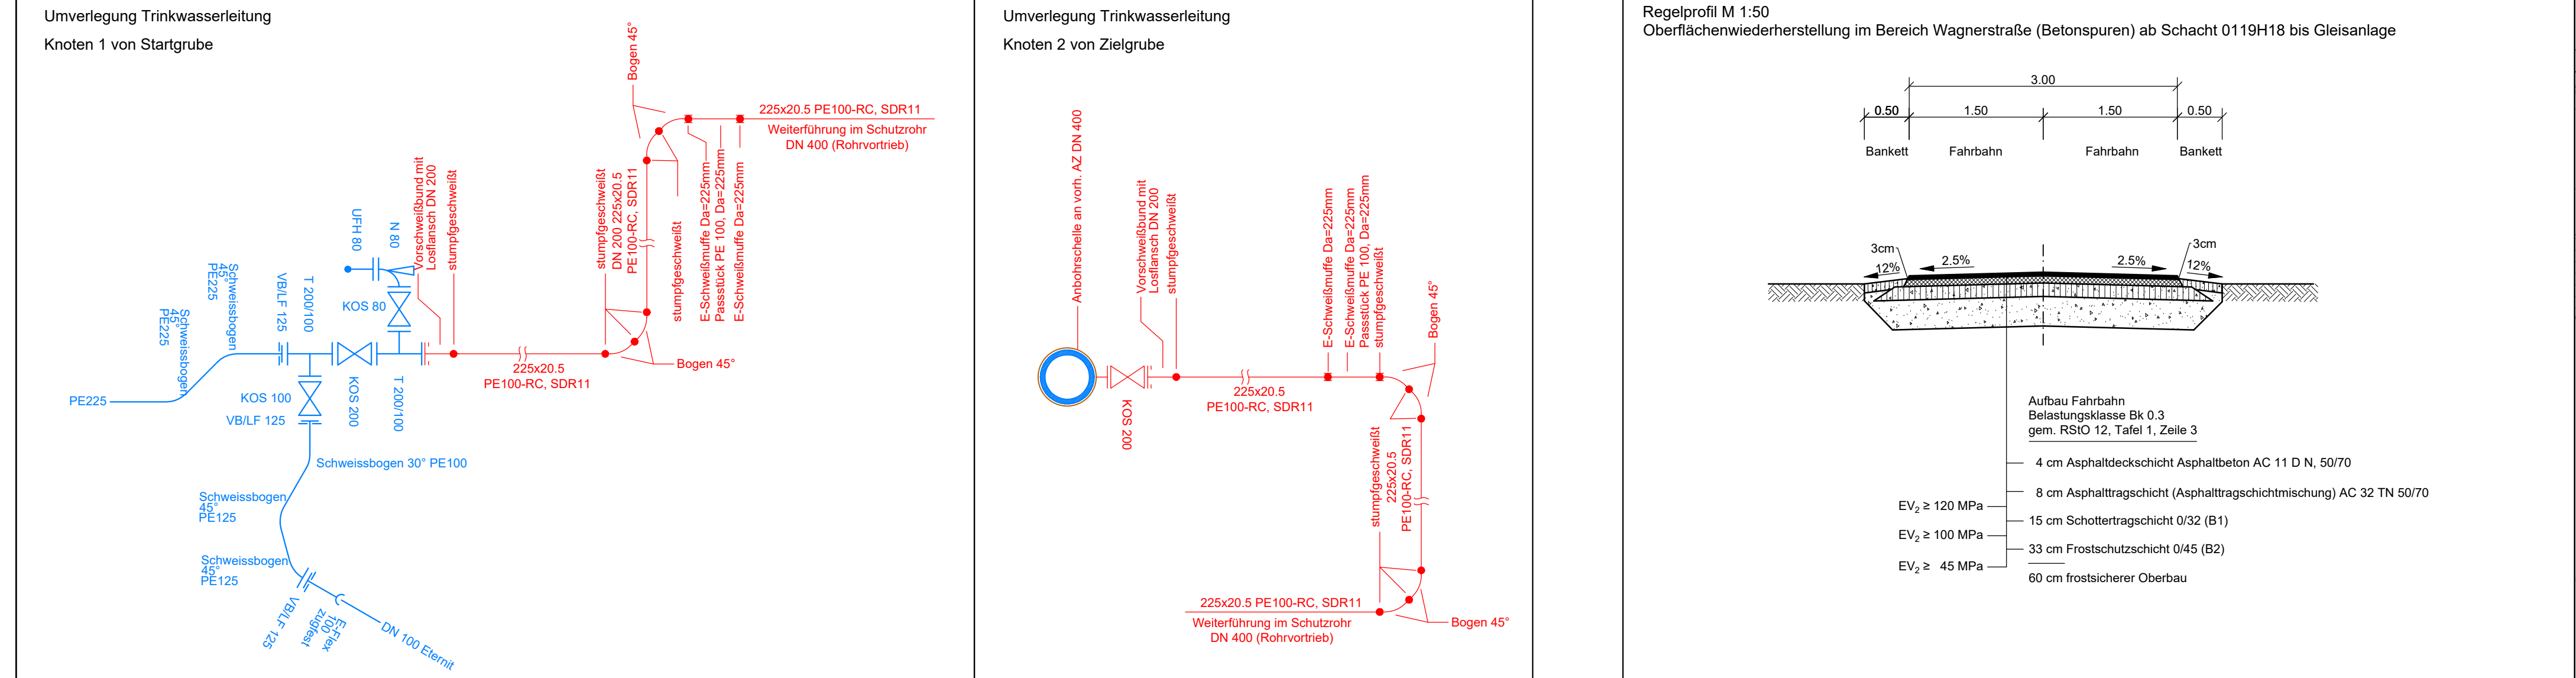 Umverlegung Trinkwasserleitung
Knoten 1 von Startgrube
Bogen 45°
225x20.5 PE100-RC, SDR11
Weiterführung im Schutzrohr
DN 400 (Rohrvortrieb)
stumpfgeschweißt
DN 200 225x20.5
PE100-RC, SDR11
stumpfgeschweißt
E-Schweißmuffe Da=225mm
Passstück PE 100, Da=225mm
E-Schweißmuffe Da=225mm
Vorschweißbund mit
Losflansch DN 200
stumpfgeschweißt
UFH 80
N 80
KOS 80
Schweissbogen
45°
PE225
Schweissbogen
45°
PE225
VB/LF 125
T 200/100
PE225
KOS 100
VB/LF 125
KOS 200
T 200/100
225x20.5
PE100-RC, SDR11
Bogen 45°
Schweissbogen 30° PE100
Schweissbogen
45°
PE125
Schweissbogen
45°
PE125
VB/LF 125
E-Flex
100
zugfest
DN 100 Eternit
Umverlegung Trinkwasserleitung
Knoten 2 von Zielgrube
Anbohrschelle an vorh. AZ DN 400
Vorschweißbund mit
Losflansch DN 200
stumpfgeschweißt
E-Schweißmuffe Da=225mm
E-Schweißmuffe Da=225mm
Passstück PE 100, Da=225mm
stumpfgeschweißt
Bogen 45°
KOS 200
225x20.5
PE100-RC, SDR11
stumpfgeschweißt
225x20.5
PE100-RC, SDR11
225x20.5 PE100-RC, SDR11
Weiterführung im Schutzrohr
DN 400 (Rohrvortrieb)
Bogen 45°
Regelprofil M 1:50
Oberflächenwiederherstellung im Bereich Wagnerstraße (Betonspuren) ab Schacht 0119H18 bis Gleisanlage
3.00
0.50 1.50 1.50 0.50
Bankett Fahrbahn Fahrbahn Bankett
3cm 3cm
12% 2.5% 2.5% 12%
Aufbau Fahrbahn
Belastungsklasse Bk 0.3
gem. RStO 12, Tafel 1, Zeile 3
4 cm Asphaltdeckschicht Asphaltbeton AC 11 D N, 50/70
8 cm Asphalttragschicht (Asphalttragschichtmischung) AC 32 TN 50/70
EV₂ ≥ 120 MPa
15 cm Schottertragschicht 0/32 (B1)
EV₂ ≥ 100 MPa
33 cm Frostschutzschicht 0/45 (B2)
EV₂ ≥ 45 MPa
60 cm frostsicherer Oberbau